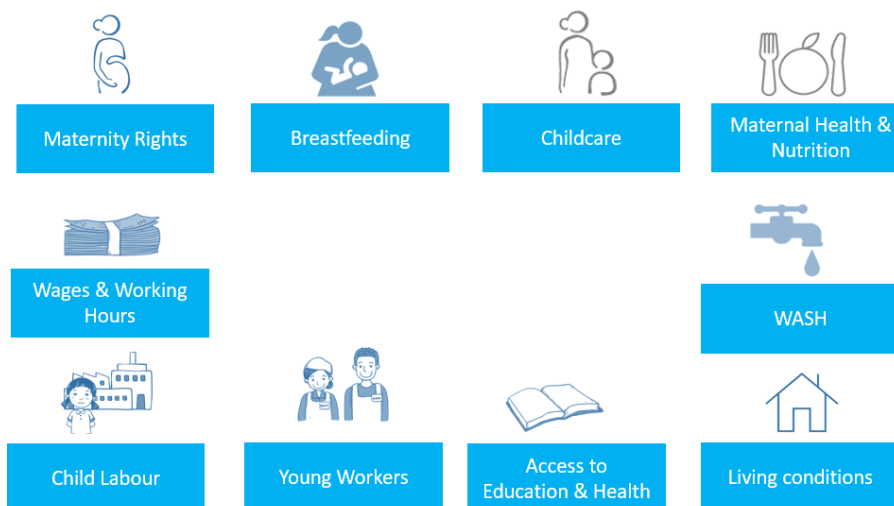 Maternity Rights
Breastfeeding
Childcare
Maternal Health &
Nutrition
Wages & Working
Hours
WASH
Child Labour
Young Workers
Access to
Education & Health
Living conditions